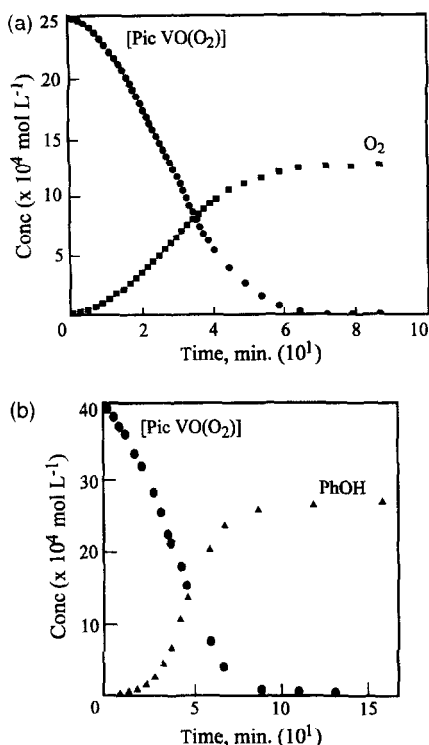 (a)
25
20
15
10
5
[Pic VO(O₂)]
O₂
Conc (x 10⁴ mol L⁻¹)
0 2 4 6 8 10
Time, min. (10¹)
(b)
40
30
20
10
[Pic VO(O₂)]
PhOH
Conc (x 10⁴ mol L⁻¹)
0 5 10 15
Time, min. (10¹)